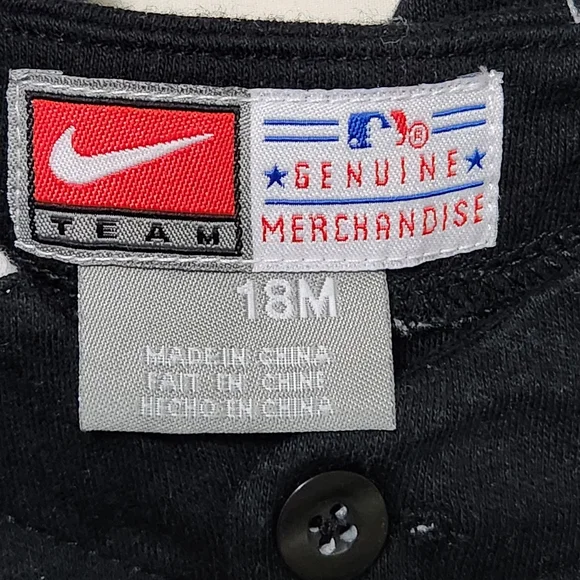 TEAM
®
GENUINE
MERCHANDISE
18M
MADE IN CHINA
FAIT EN CHINE
HECHO EN CHINA